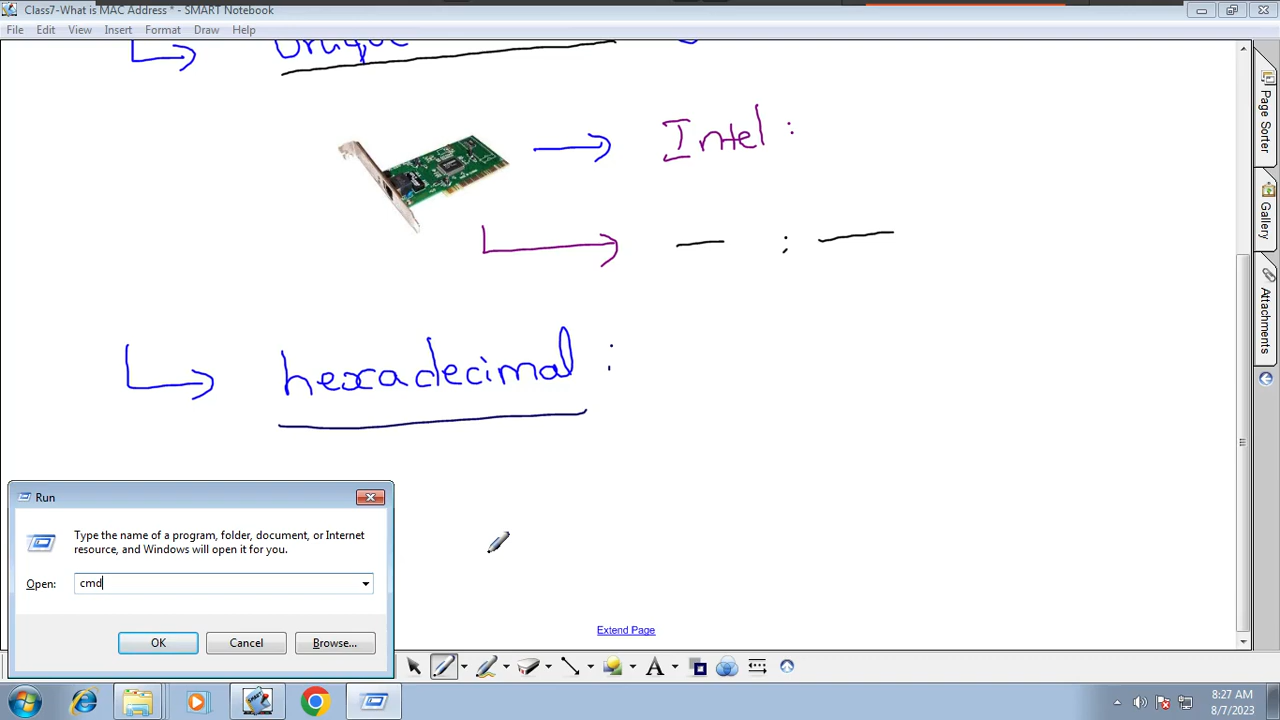 Class7-What is MAC Address * - SMART Notebook
File Edit View Insert Format Draw Help
Unique
Intel :
:
hexadecimal :
Run
Type the name of a program, folder, document, or Internet
resource, and Windows will open it for you.
Open: cmd
OK Cancel Browse...
Extend Page
Page Sorter
Gallery
Attachments
8:27 AM
8/7/2023